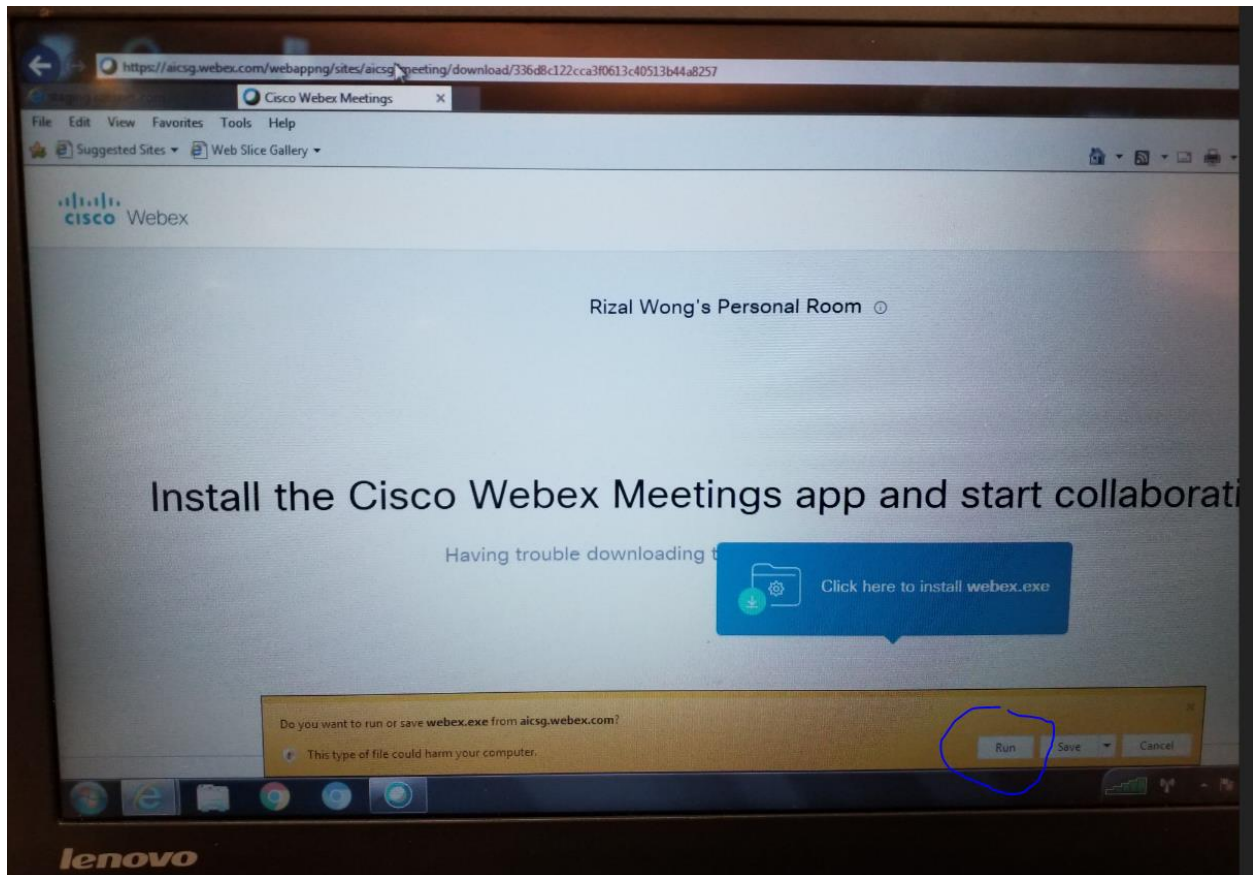 https://aicsg.webex.com/webappng/sites/aicsg/meeting/download/336d8c122cca3f0613c40513b44a8257
Cisco Webex Meetings
File Edit View Favorites Tools Help
Suggested Sites Web Slice Gallery
cisco Webex
Rizal Wong's Personal Room
Install the Cisco Webex Meetings app and start collaborati
Having trouble downloading t
Click here to install webex.exe
Do you want to run or save webex.exe from aicsg.webex.com?
This type of file could harm your computer.
Run Save Cancel
lenovo